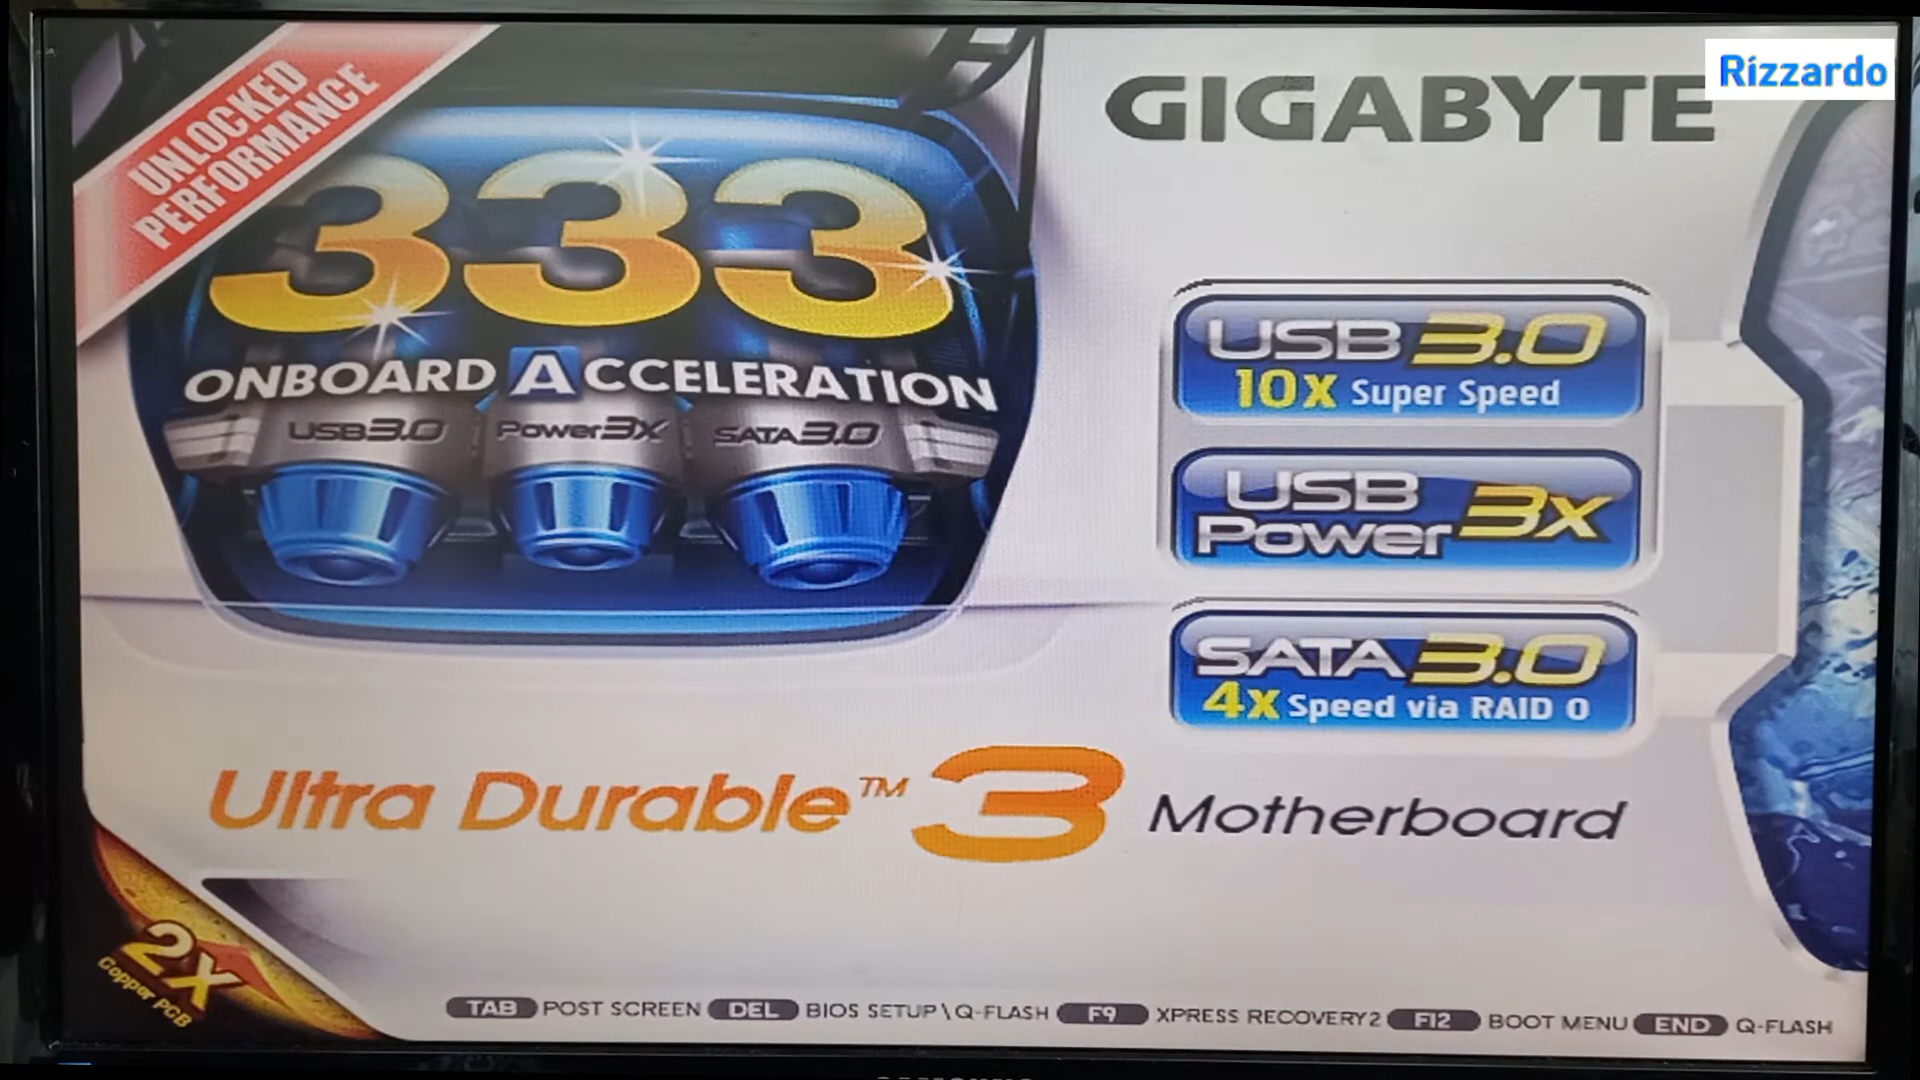 UNLOCKED
PERFORMANCE
333
ONBOARD ACCELERATION
USB3.0 Power3X SATA3.0
GIGABYTE
Rizzardo
USB 3.0
10x Super Speed
USB
Power 3x
SATA 3.0
4x Speed via RAID 0
Ultra Durable™ 3 Motherboard
2X
Copper PCB
TAB POST SCREEN DEL BIOS SETUP\Q-FLASH F9 XPRESS RECOVERY2 F12 BOOT MENU END Q-FLASH